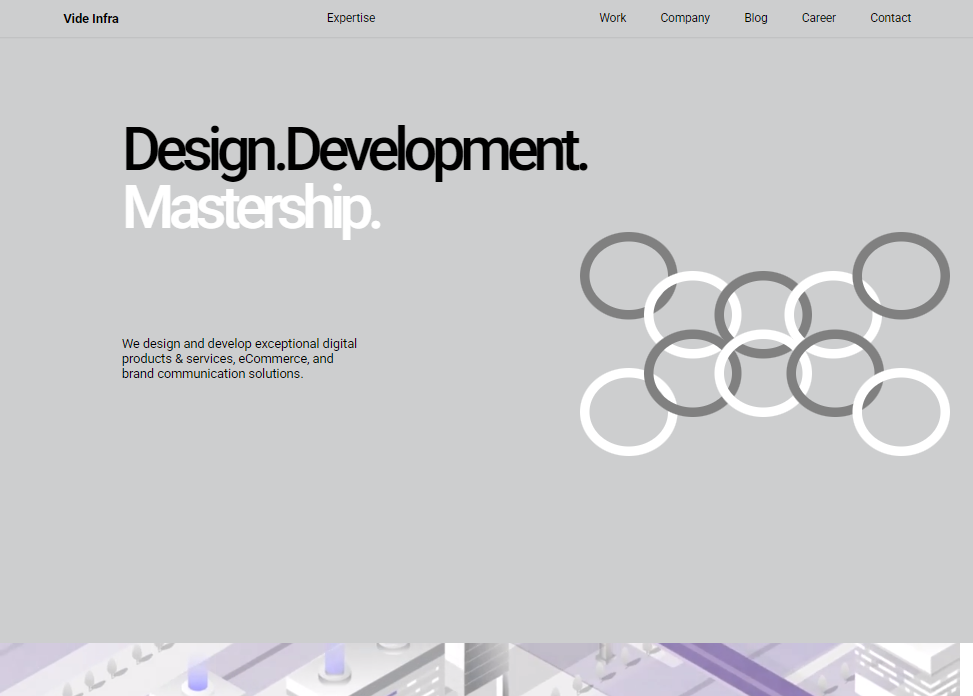 Vide Infra
Expertise
Work
Company
Blog
Career
Contact
Design.Development.
Mastership.
We design and develop exceptional digital
products & services, eCommerce, and
brand communication solutions.